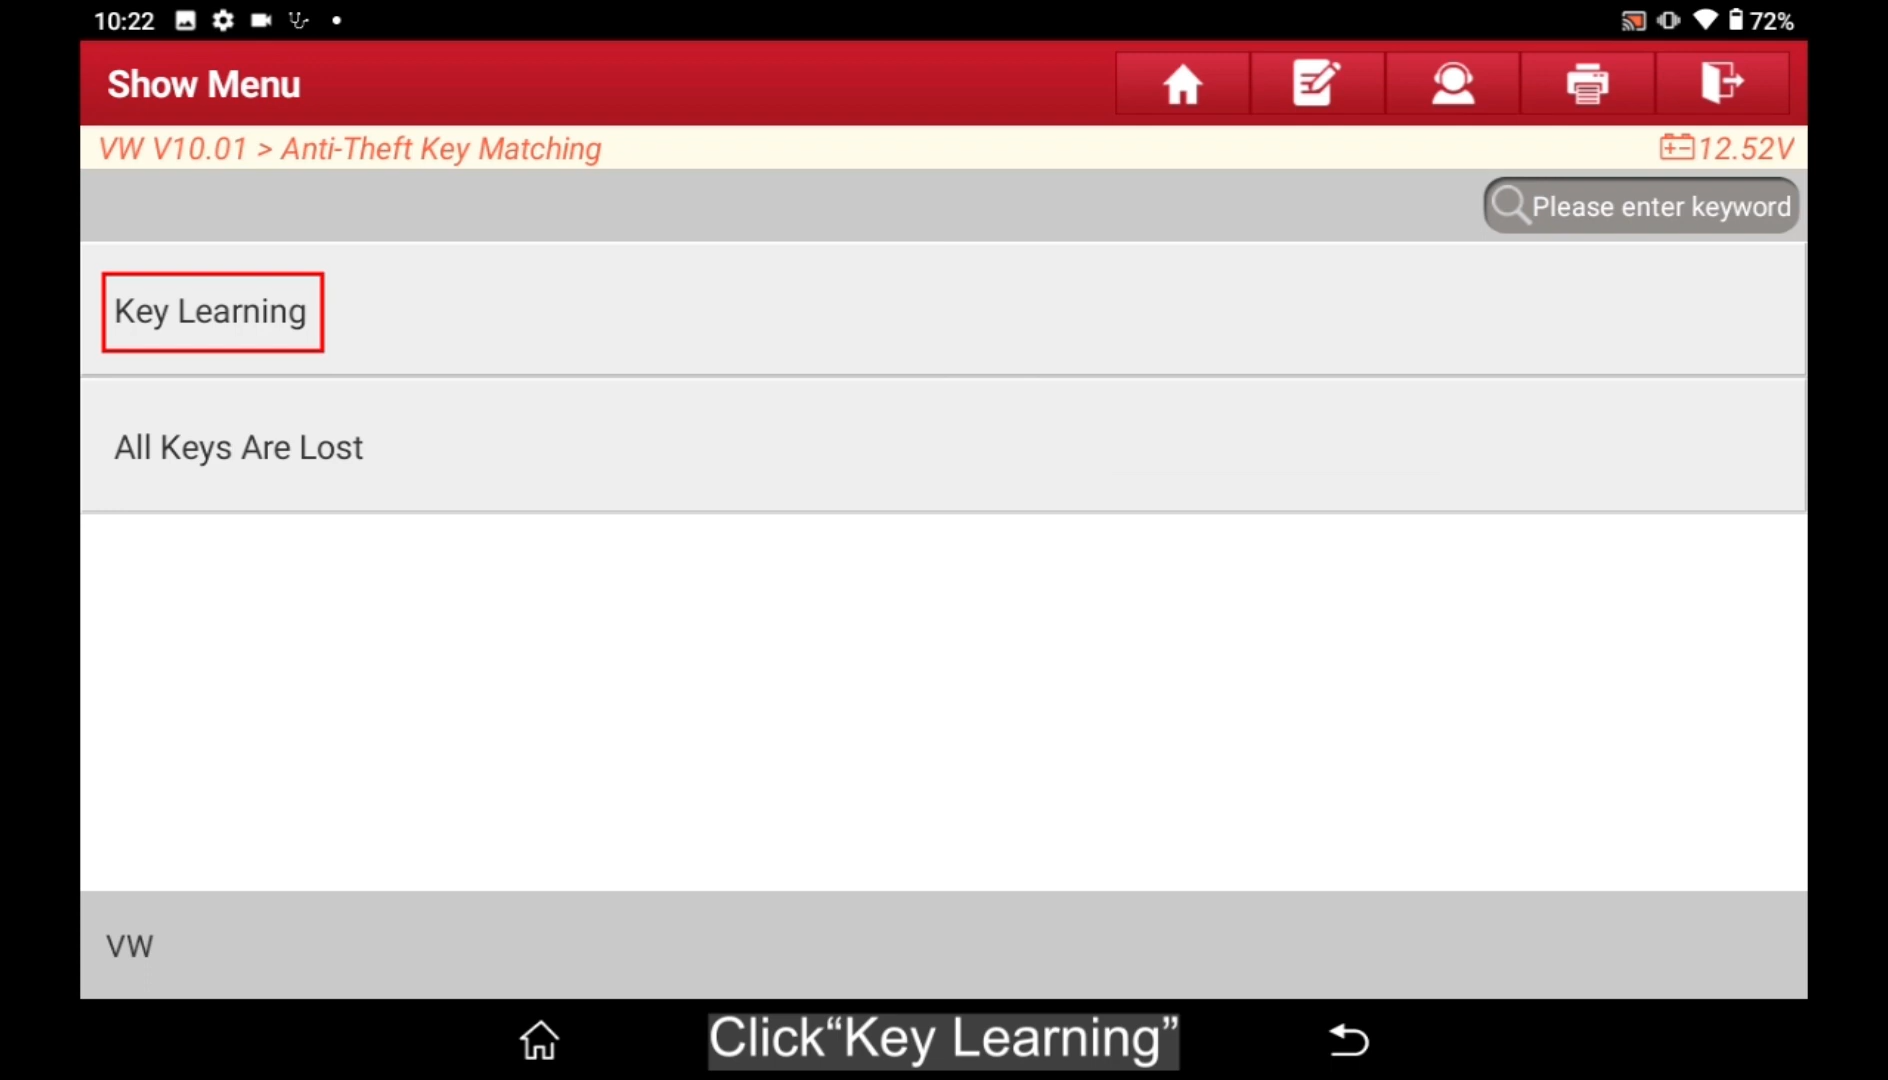 10:22 72%
Show Menu
VW V10.01 > Anti-Theft Key Matching 12.52V
Please enter keyword
Key Learning
All Keys Are Lost
VW
Click“Key Learning”